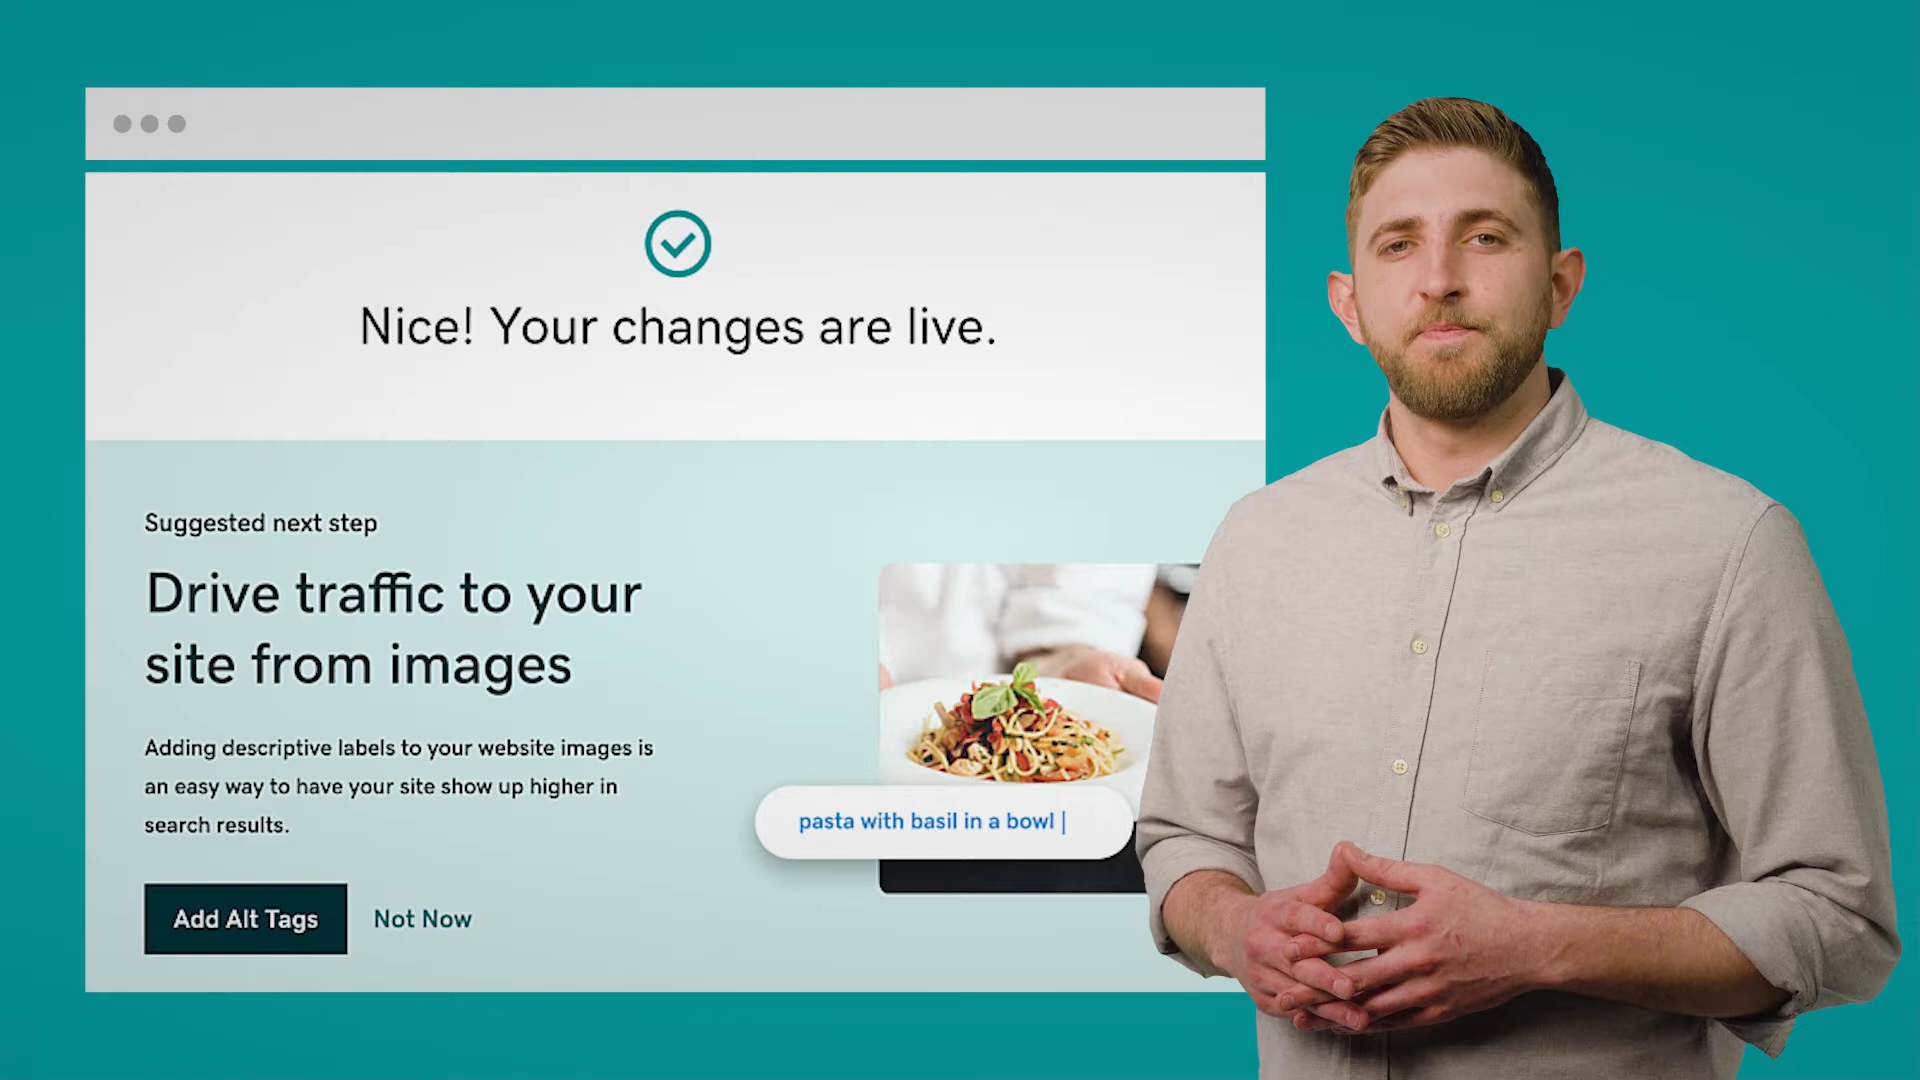 Nice! Your changes are live.
Suggested next step
Drive traffic to your
site from images
Adding descriptive labels to your website images is
an easy way to have your site show up higher in
search results.
pasta with basil in a bowl
Add Alt Tags
Not Now